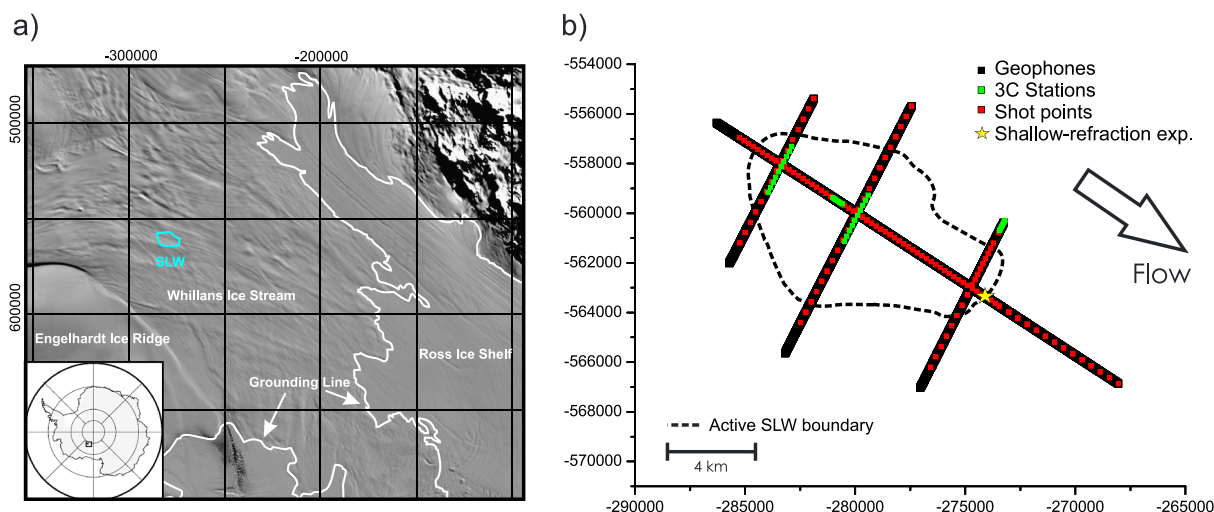 a)
-300000
-200000
500000
600000
SLW
Whillans Ice Stream
Engelhardt Ice Ridge
Ross Ice Shelf
Grounding Line
b)
-554000
-556000
-558000
-560000
-562000
-564000
-566000
-568000
-570000
-290000
-285000
-280000
-275000
-270000
-265000
Geophones
3C Stations
Shot points
Shallow-refraction exp.
Flow
Active SLW boundary
4 km